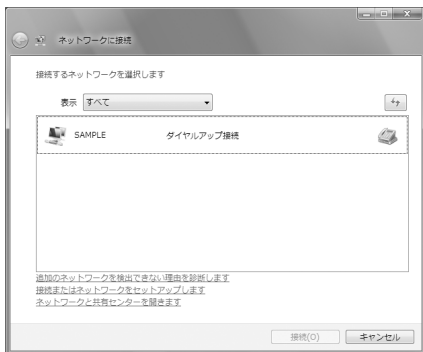 ネットワークに接続
接続するネットワークを選択します
表示 すべて
SAMPLE ダイヤルアップ接続
追加のネットワークを検出できない理由を診断します
接続またはネットワークをセットアップします
ネットワークと共有センターを開きます
接続(O) キャンセル